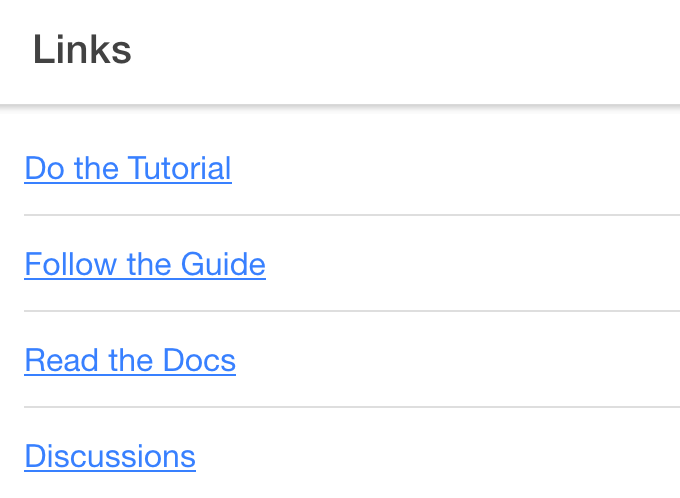 Links
Do the Tutorial
Follow the Guide
Read the Docs
Discussions